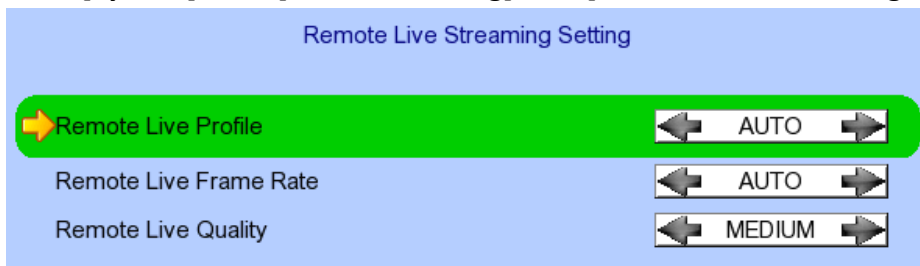 Remote Live Streaming Setting
Remote Live Profile AUTO
Remote Live Frame Rate AUTO
Remote Live Quality MEDIUM